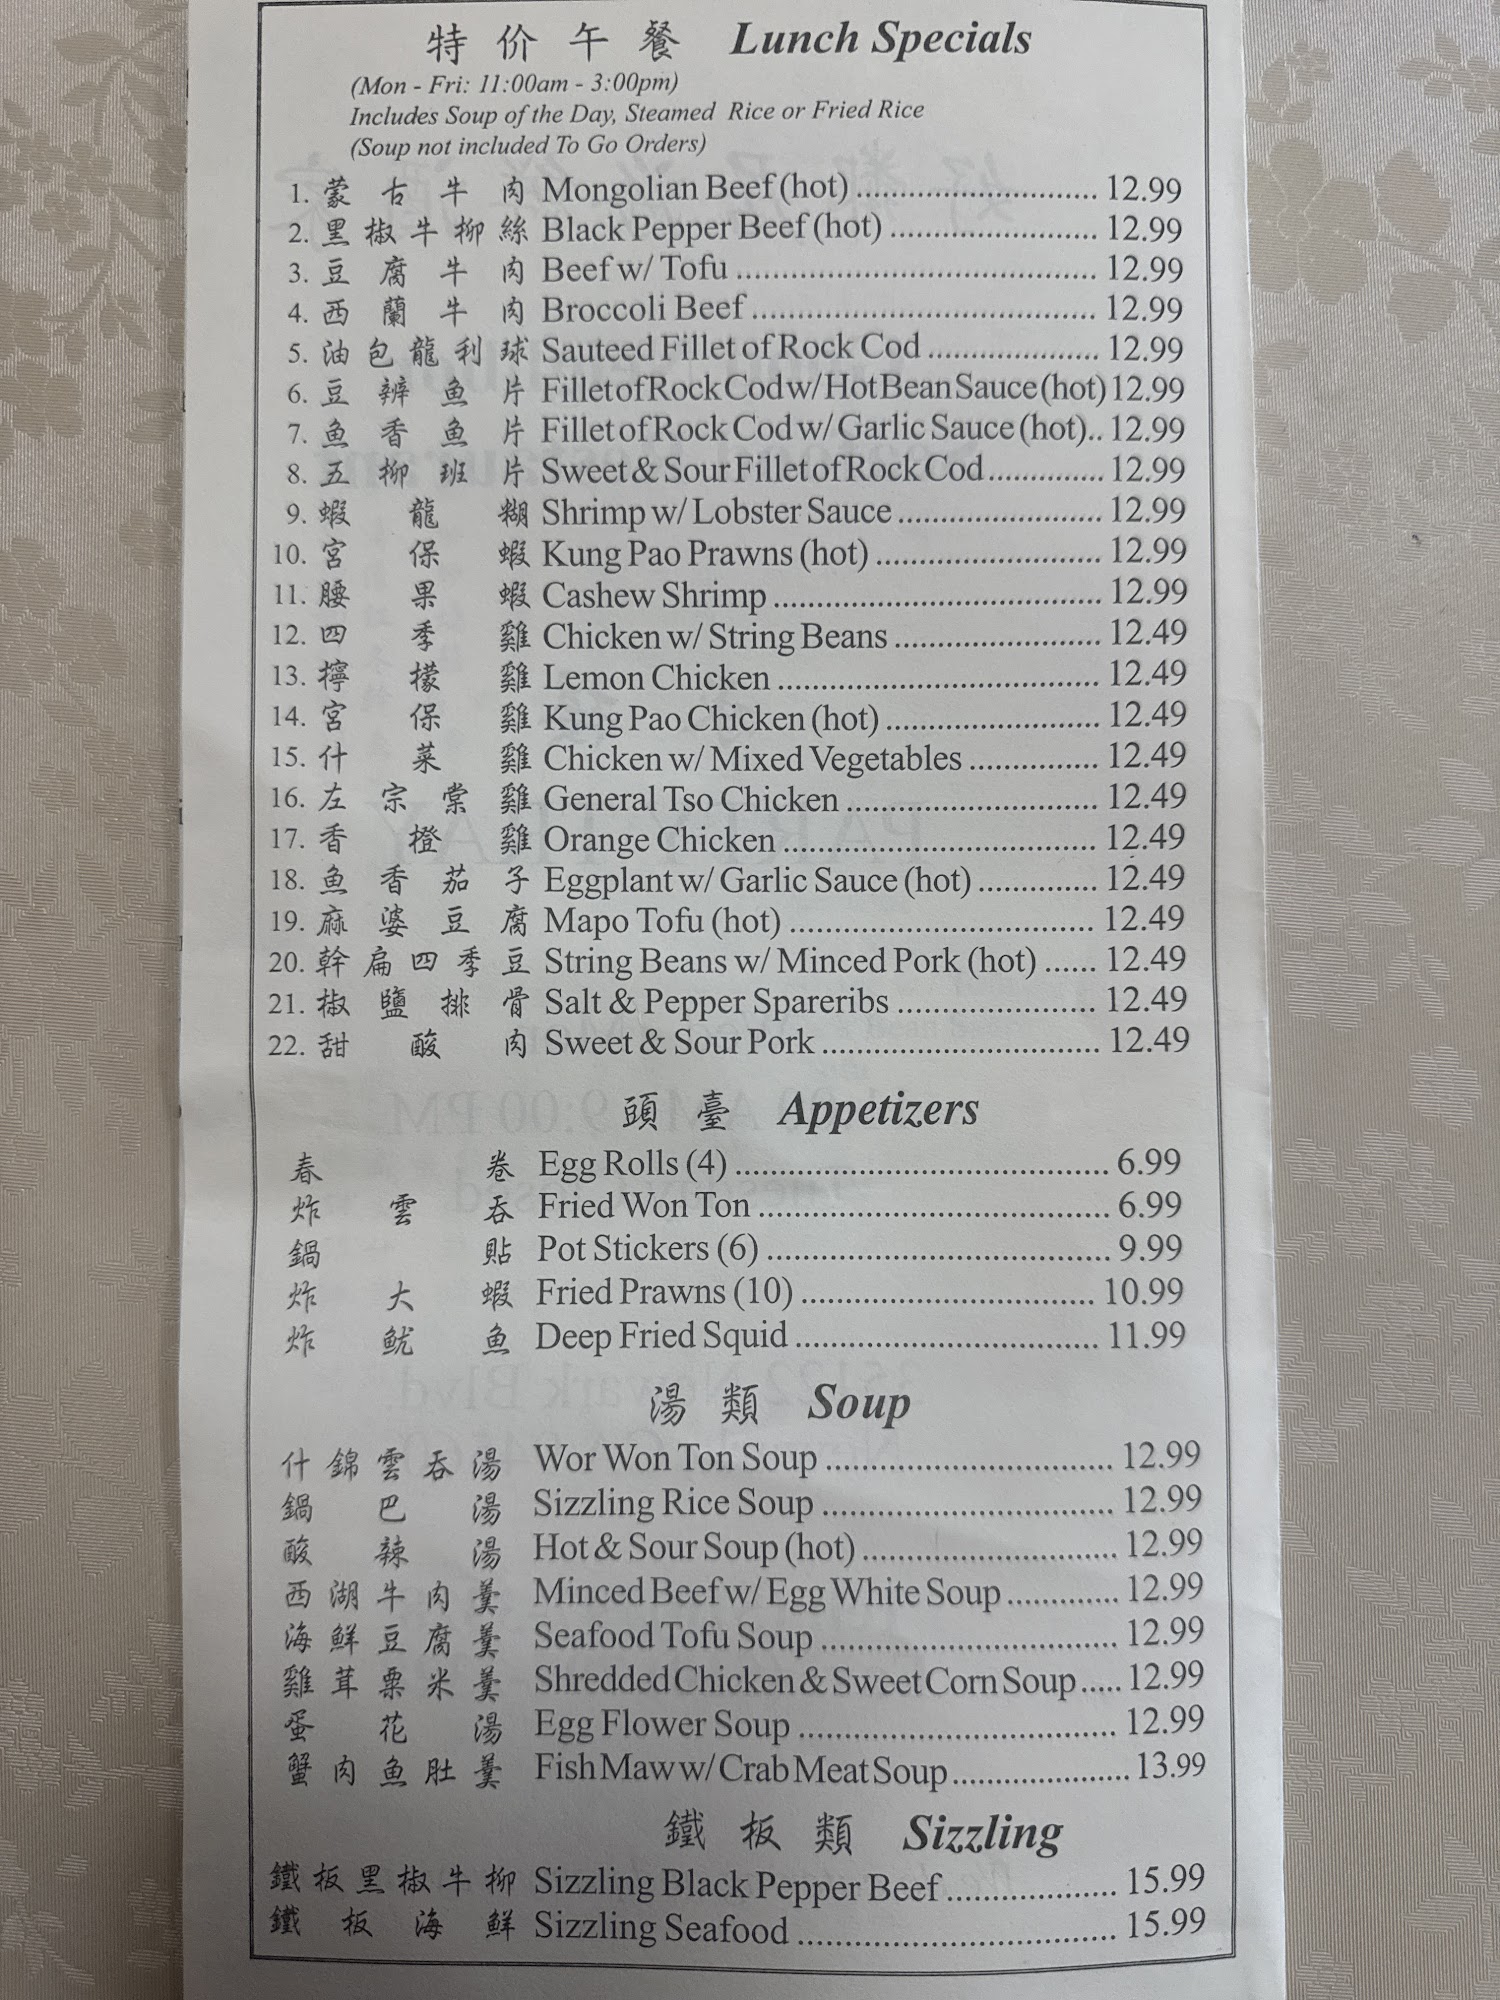 特价午餐 Lunch Specials
(Mon - Fri: 11:00am - 3:00pm)
Includes Soup of the Day, Steamed Rice or Fried Rice
(Soup not included To Go Orders)
1. 蒙古牛肉 Mongolian Beef (hot) 12.99
2. 黑椒牛柳絲 Black Pepper Beef (hot) 12.99
3. 豆腐牛肉 Beef w/ Tofu 12.99
4. 西蘭牛肉 Broccoli Beef 12.99
5. 油包龍利球 Sauteed Fillet of Rock Cod 12.99
6. 豆辦魚片 Fillet of Rock Cod w/ Hot Bean Sauce (hot) 12.99
7. 魚香魚片 Fillet of Rock Cod w/ Garlic Sauce (hot) 12.99
8. 五柳班片 Sweet & Sour Fillet of Rock Cod 12.99
9. 蝦龍糊 Shrimp w/ Lobster Sauce 12.99
10. 宮保蝦 Kung Pao Prawns (hot) 12.99
11. 腰果蝦 Cashew Shrimp 12.99
12. 四季雞 Chicken w/ String Beans 12.49
13. 檸檬雞 Lemon Chicken 12.49
14. 宮保雞 Kung Pao Chicken (hot) 12.49
15. 什菜雞 Chicken w/ Mixed Vegetables 12.49
16. 左宗棠雞 General Tso Chicken 12.49
17. 香橙雞 Orange Chicken 12.49
18. 魚香茄子 Eggplant w/ Garlic Sauce (hot) 12.49
19. 麻婆豆腐 Mapo Tofu (hot) 12.49
20. 幹扁四季豆 String Beans w/ Minced Pork (hot) 12.49
21. 椒鹽排骨 Salt & Pepper Spareribs 12.49
22. 甜酸肉 Sweet & Sour Pork 12.49
頭臺 Appetizers
春卷 Egg Rolls (4) 6.99
炸雲吞 Fried Won Ton 6.99
鍋貼 Pot Stickers (6) 9.99
炸大蝦 Fried Prawns (10) 10.99
炸魷魚 Deep Fried Squid 11.99
湯類 Soup
什錦雲吞湯 Wor Won Ton Soup 12.99
鍋巴湯 Sizzling Rice Soup 12.99
酸辣湯 Hot & Sour Soup (hot) 12.99
西湖牛肉羹 Minced Beef w/ Egg White Soup 12.99
海鮮豆腐羹 Seafood Tofu Soup 12.99
雞茸粟米羹 Shredded Chicken & Sweet Corn Soup 12.99
蛋花湯 Egg Flower Soup 12.99
蟹肉魚肚羹 Fish Maw w/ Crab Meat Soup 13.99
鐵板類 Sizzling
鐵板黑椒牛柳 Sizzling Black Pepper Beef 15.99
鐵板海鮮 Sizzling Seafood 15.99